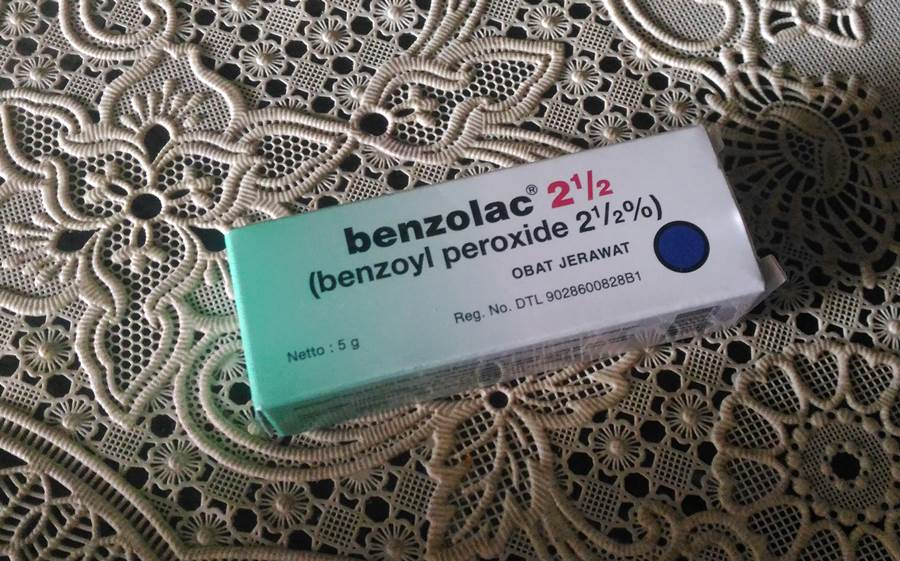 benzolac® 2½
(benzoyl peroxide 2½%)
OBAT JERAWAT
Reg. No. DTL 9028600828B1
Netto : 5 g